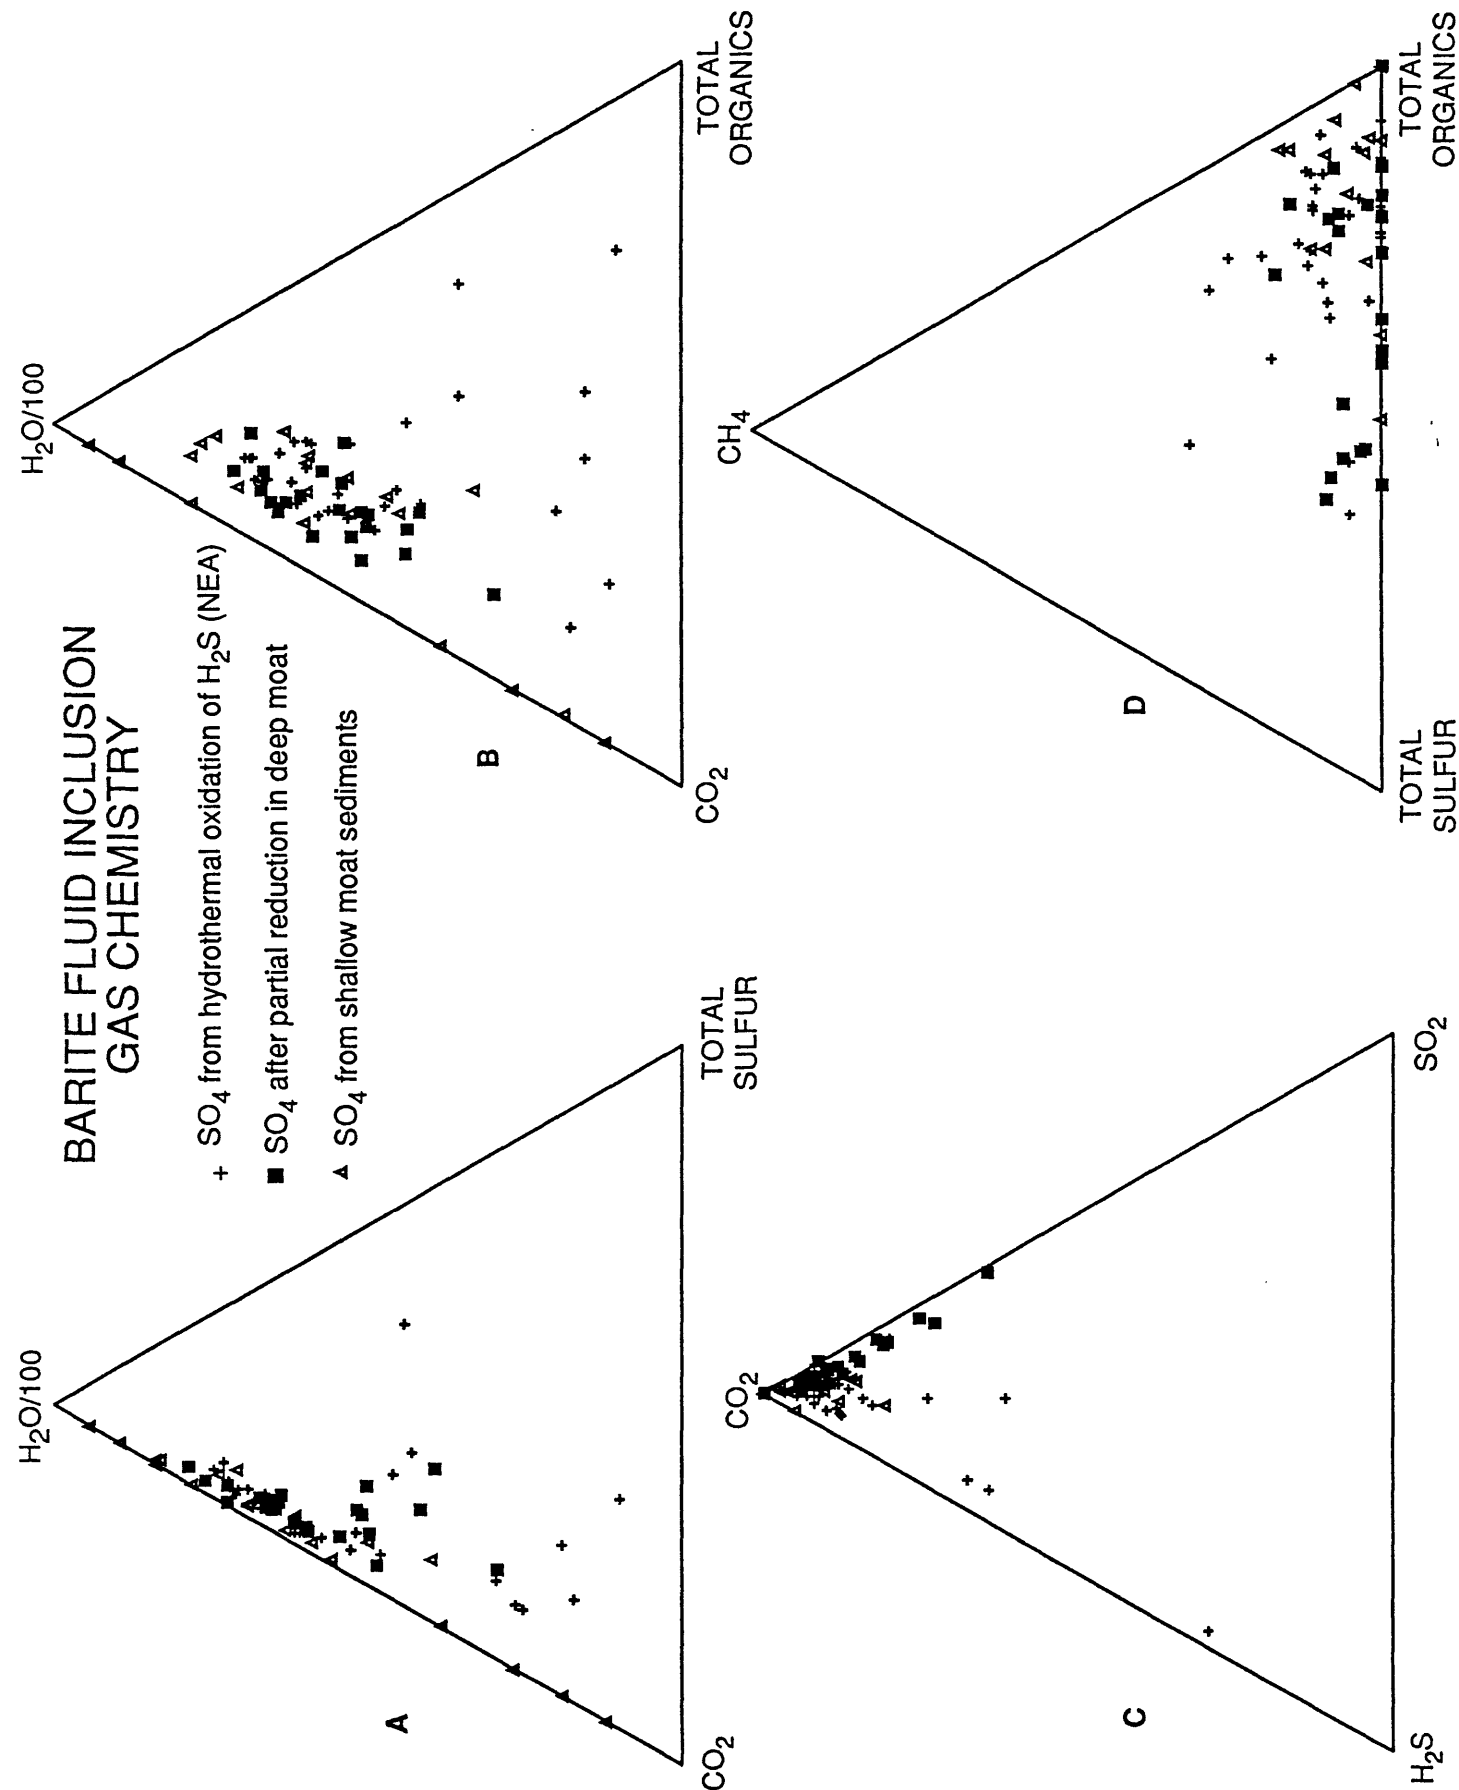 BARITE FLUID INCLUSION
GAS CHEMISTRY
+ SO4 from hydrothermal oxidation of H2S (NEA)
■ SO4 after partial reduction in deep moat
△ SO4 from shallow moat sediments
H2O/100
A
CO2
TOTAL
SULFUR
H2O/100
B
CO2
TOTAL
ORGANICS
CO2
C
H2S
SO2
CH4
D
TOTAL
SULFUR
TOTAL
ORGANICS